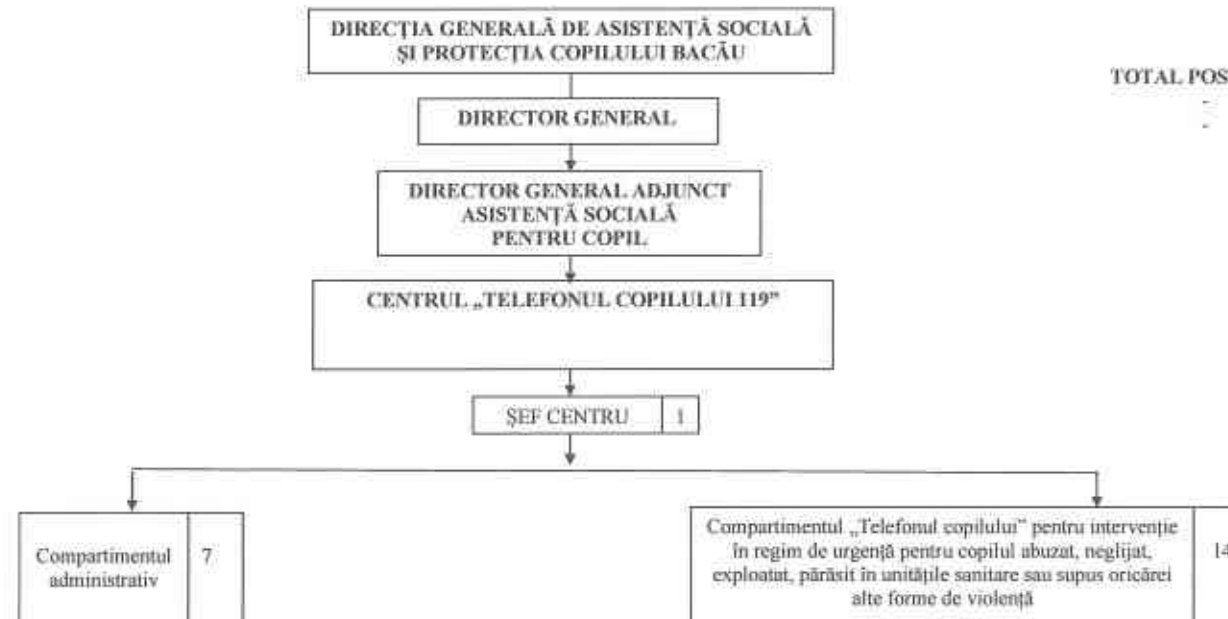 DIRECȚIA GENERALĂ DE ASISTENȚĂ SOCIALĂ
ȘI PROTECȚIA COPILULUI BACĂU
TOTAL POS
-
-
DIRECTOR GENERAL
DIRECTOR GENERAL ADJUNCT
ASISTENȚĂ SOCIALĂ
PENTRU COPIL
CENTRUL „TELEFONUL COPILULUI 119”
ȘEF CENTRU 1
Compartimentul
administrativ
7
Compartimentul „Telefonul copilului” pentru intervenție
în regim de urgență pentru copilul abuzat, neglijat,
exploatat, părăsit în unitățile sanitare sau supus oricărei
alte forme de violență
14